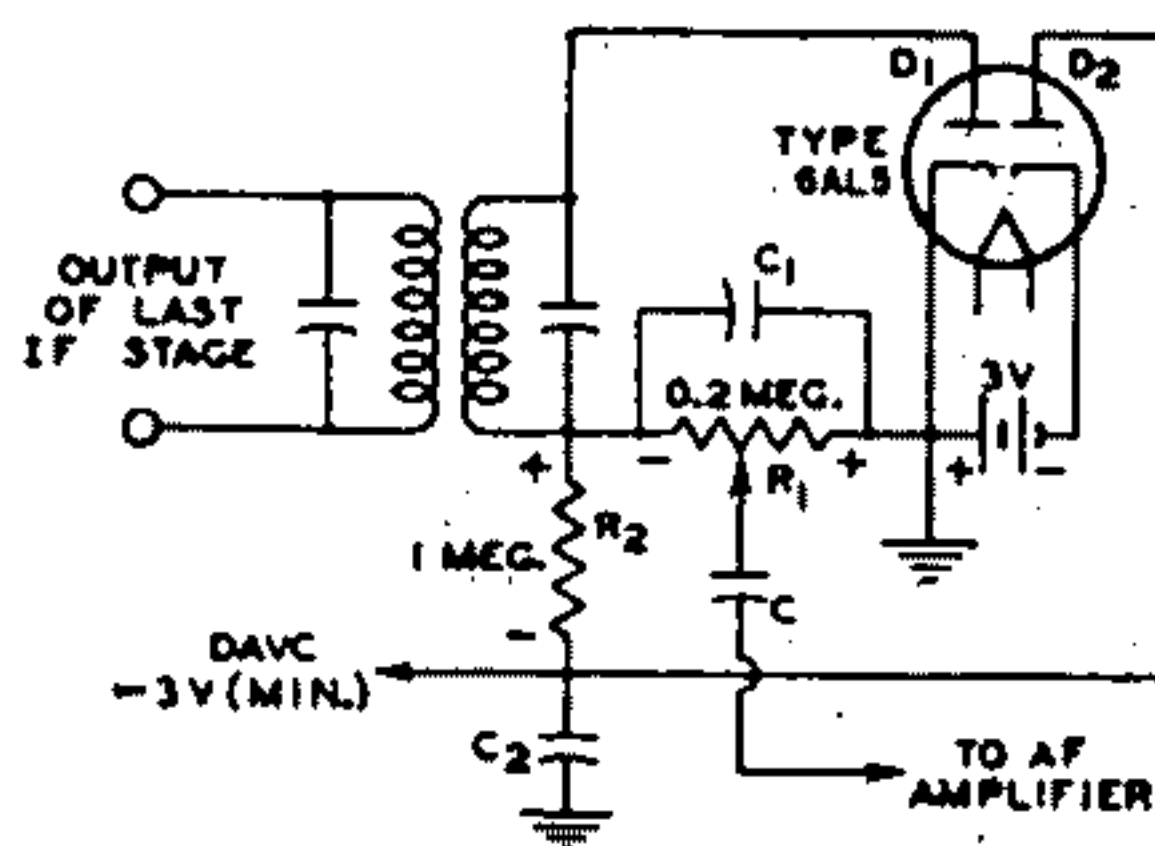 D1
D2
TYPE
6AL5
OUTPUT
OF LAST
IF STAGE
C1
3V
0.2 MEG.
+
-
+
+
-
R1
R2
1 MEG.
-
C
DAVC
-3V (MIN.)
C2
TO AF
AMPLIFIER